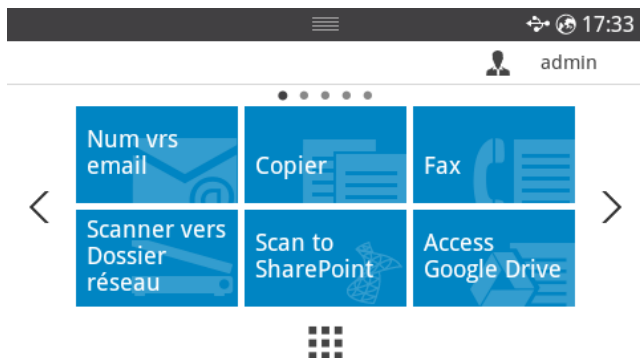 17:33
admin
Num vrs
email
Copier
Fax
Scanner vers
Dossier
réseau
Scan to
SharePoint
Access
Google Drive